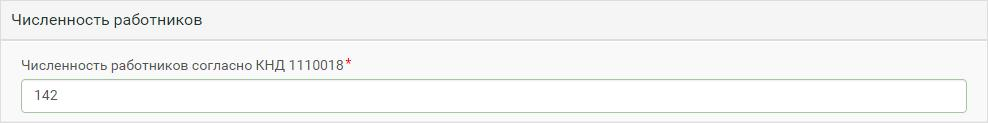 Численность работников
Численность работников согласно КНД 1110018*
142